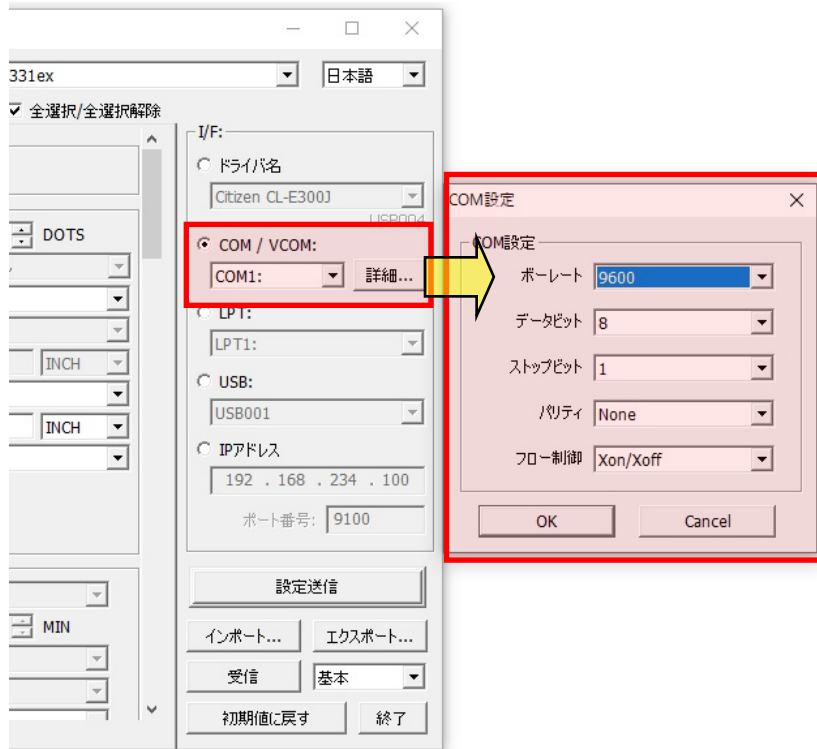 331ex
日本語
全選択/全選択解除
I/F:
ドライバ名
Citizen CL-E300J
USB004
COM / VCOM:
COM1:
詳細...
LPT:
LPT1:
USB:
USB001
IPアドレス
192 . 168 . 234 . 100
ポート番号:
9100
DOTS
INCH
INCH
MIN
設定送信
インポート...
エクスポート...
受信
基本
初期値に戻す
終了
COM設定
COM設定
ボーレート
9600
データビット
8
ストップビット
1
パリティ
None
フロー制御
Xon/Xoff
OK
Cancel